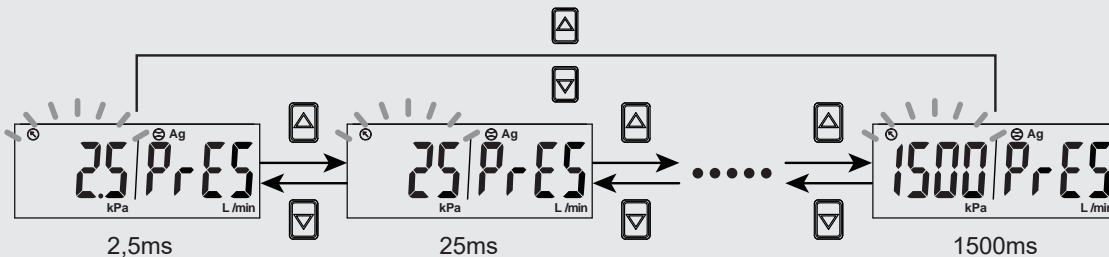 Ag
2.5 PrES
kPa L/min
2,5ms
Ag
25 PrES
kPa L/min
25ms
Ag
1500 PrES
kPa L/min
1500ms